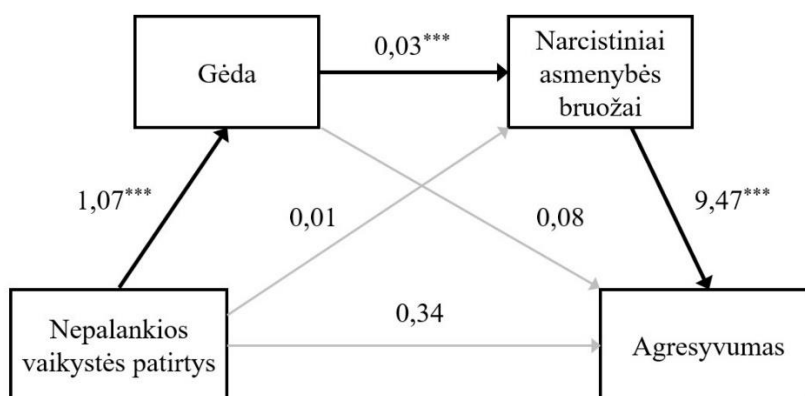 0,03***
Gėda
Narcistiniai
asmenybės
bruožai
1,07***
0,01
0,08
9,47***
Nepalankios
vaikystės patirtys
0,34
Agresyvumas